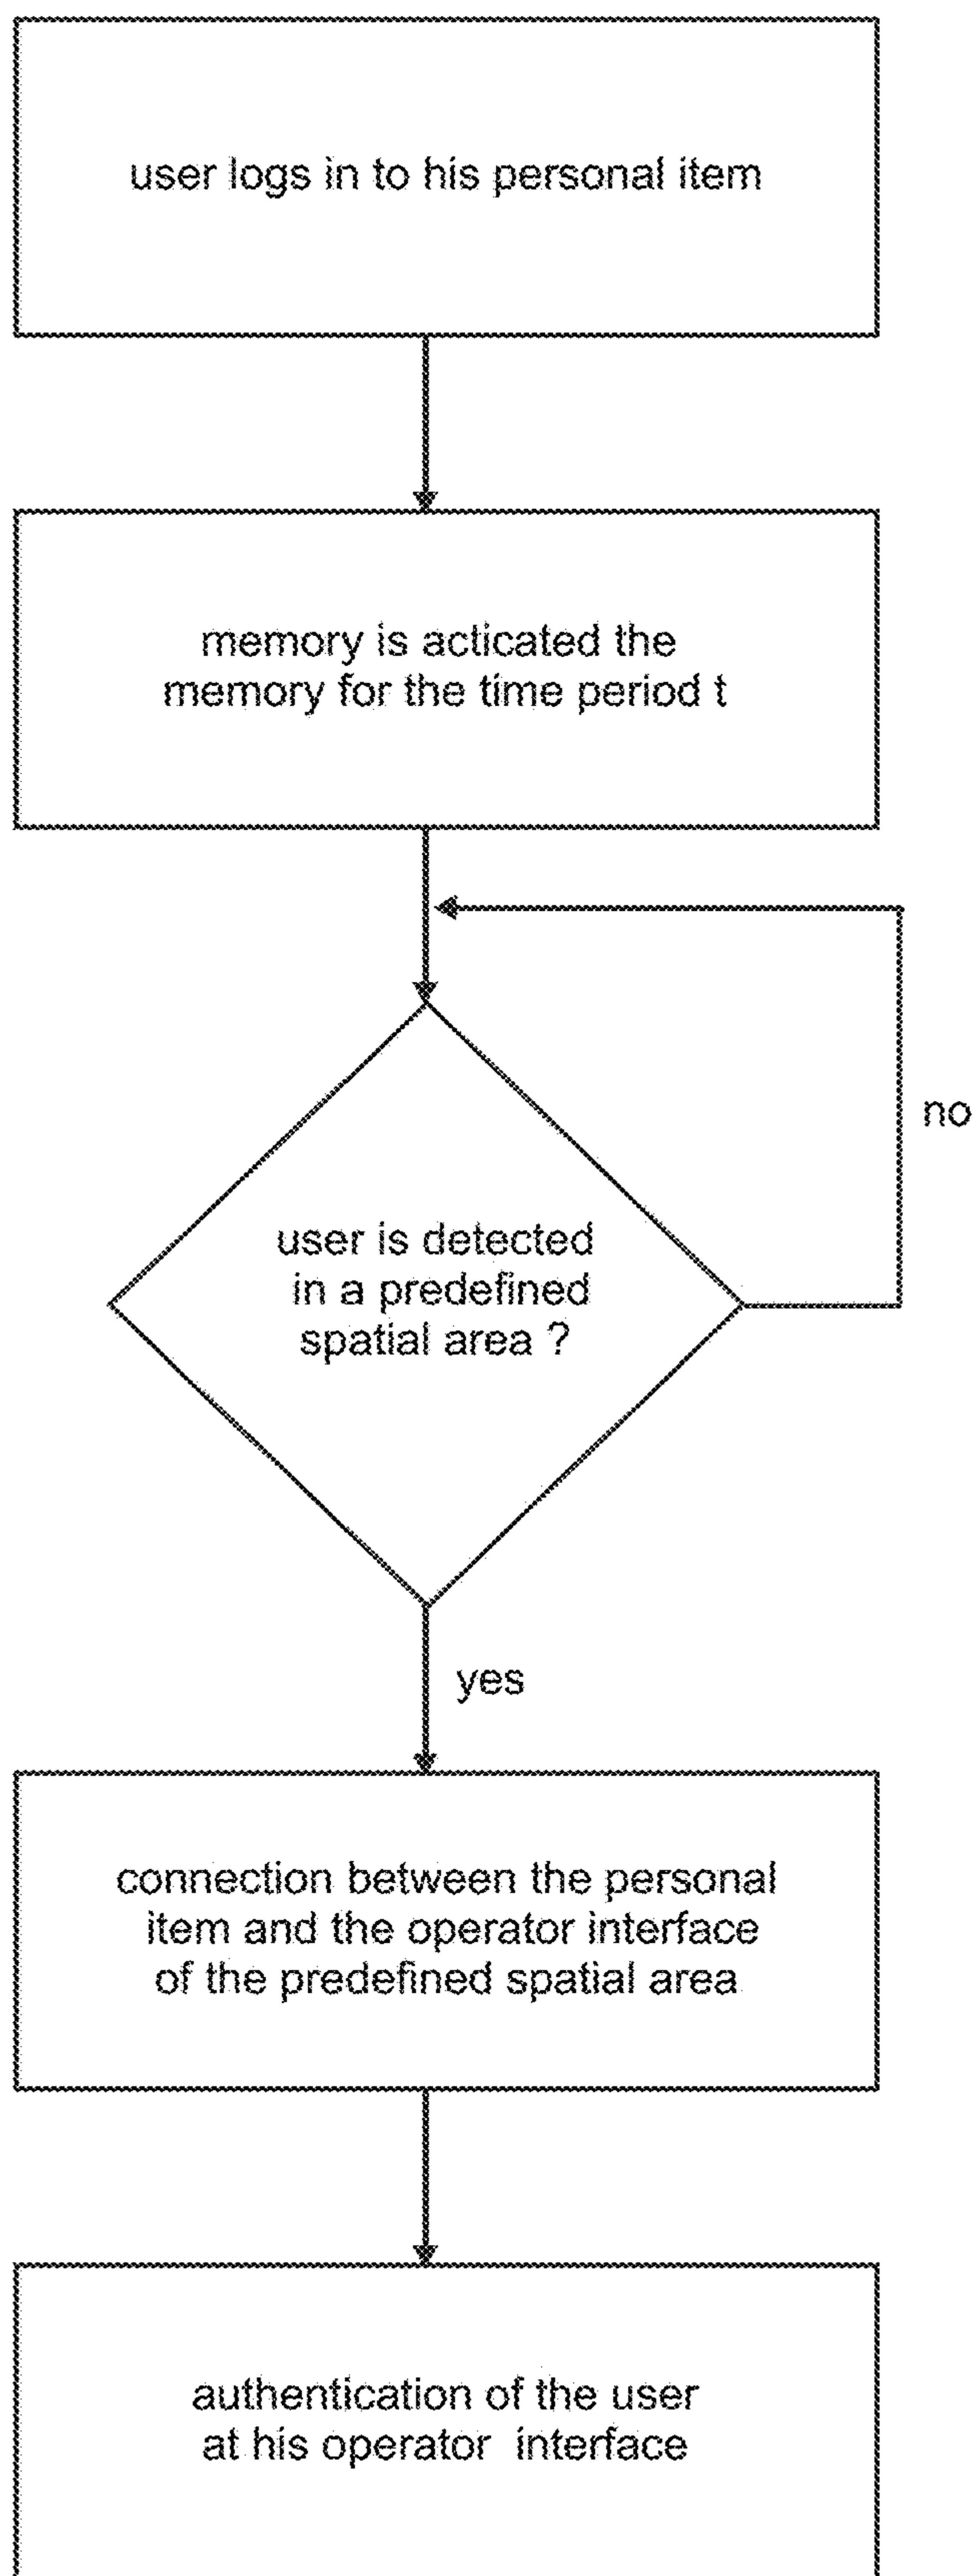 user logs in to his personal item
memory is acticated the
memory for the time period t
no
user is detected
in a predefined
spatial area ?
yes
connection between the personal
item and the operator interface
of the predefined spatial area
authentication of the user
at his operator interface